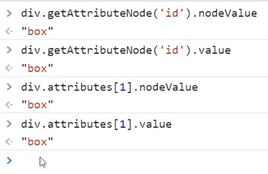 > div.getAttributeNode('id').nodeValue
<· "box"
> div.getAttributeNode('id').value
<· "box"
> div.attributes[1].nodeValue
<· "box"
> div.attributes[1].value
<· "box"
>